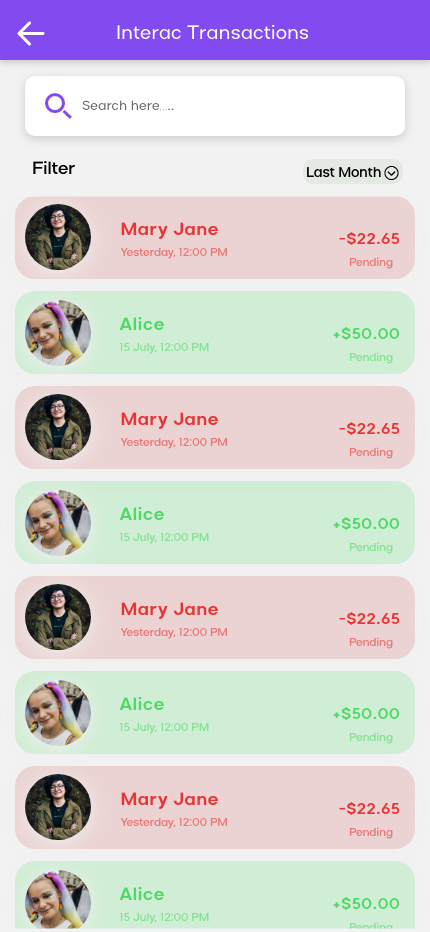 Interac Transactions
Search here.....
Filter
Last Month
Mary Jane
-$22.65
Yesterday, 12:00 PM
Pending
Alice
+$50.00
15 July, 12:00 PM
Pending
Mary Jane
-$22.65
Yesterday, 12:00 PM
Pending
Alice
+$50.00
15 July, 12:00 PM
Pending
Mary Jane
-$22.65
Yesterday, 12:00 PM
Pending
Alice
+$50.00
15 July, 12:00 PM
Pending
Mary Jane
-$22.65
Yesterday, 12:00 PM
Pending
Alice
+$50.00
15 July, 12:00 PM
Pending